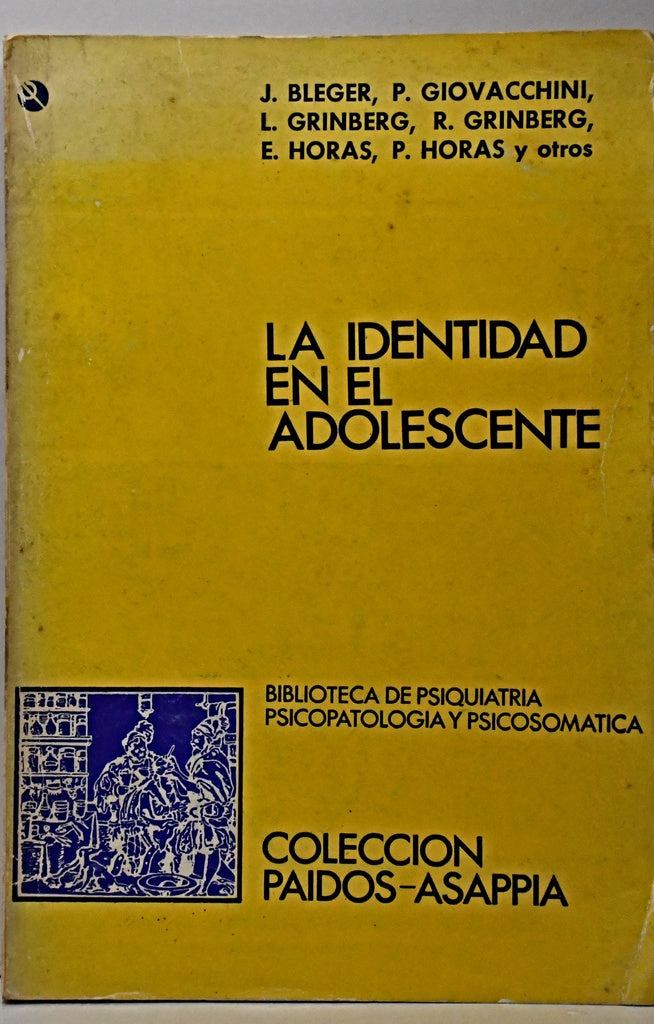 J. BLEGER, P. GIOVACCHINI,
L. GRINBERG, R. GRINBERG,
E. HORAS, P. HORAS y otros
LA IDENTIDAD
EN EL
ADOLESCENTE
BIBLIOTECA DE PSIQUIATRIA
PSICOPATOLOGIA Y PSICOSOMATICA
COLECCION
PAIDOS-ASAPPIA